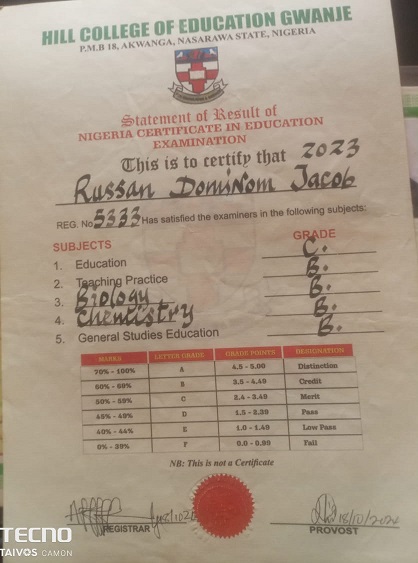 HILL COLLEGE OF EDUCATION GWANJE
P.M.B 18, AKWANGA, NASARAWA STATE, NIGERIA
Statement of Result of
NIGERIA CERTIFICATE IN EDUCATION
EXAMINATION
This is to certify that 2023
Russan Dominom Jacob
REG. No 5333 Has satisfied the examiners in the following subjects:
SUBJECTS GRADE
1. Education C.
2. Teaching Practice B.
3. Biology B.
4. Chemistry B.
5. General Studies Education B.
MARKS LETTER GRADE GRADE POINTS DESIGNATION
70% - 100% A 4.5 - 5.00 Distinction
60% - 69% B 3.5 - 4.49 Credit
50% - 59% C 2.4 - 3.49 Merit
45% - 49% D 1.5 - 2.39 Pass
40% - 44% E 1.0 - 1.49 Low Pass
0% - 39% F 0.0 - 0.99 Fail
NB: This is not a Certificate
REGISTRAR PROVOST
TECNO
TAIVOS CAMON